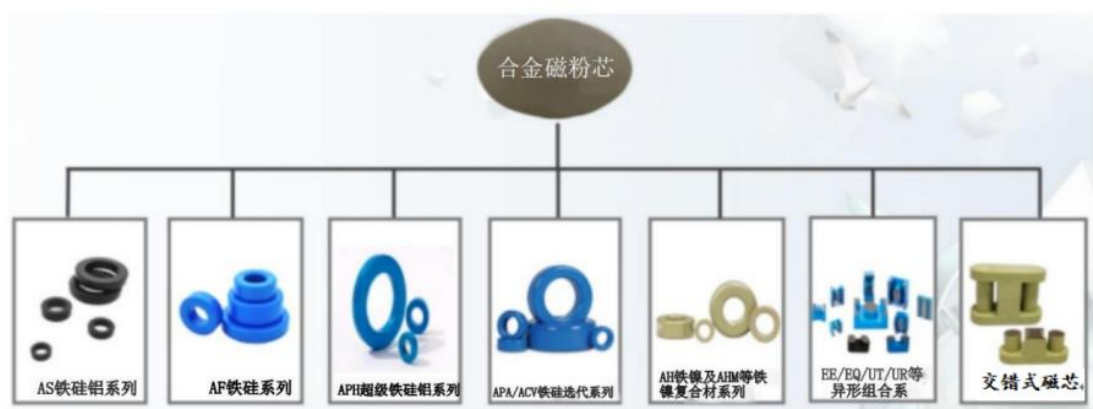 合金磁粉芯
AS铁硅铝系列
AF铁硅系列
APH超级铁硅铝系列
APA/ACV铁硅迭代系列
AH铁镍及AHM等铁
镍复合材系列
EE/EQ/UT/UR等
异形组合系
交错式磁芯